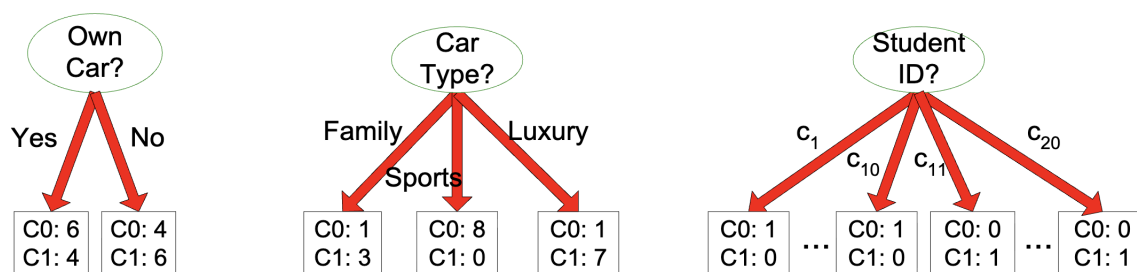 Own
Car?
Yes
No
C0: 6
C1: 4
C0: 4
C1: 6
Car
Type?
Family
Sports
Luxury
C0: 1
C1: 3
C0: 8
C1: 0
C0: 1
C1: 7
Student
ID?
c1
c10
c11
c20
C0: 1
C1: 0
...
C0: 1
C1: 0
C0: 0
C1: 1
...
C0: 0
C1: 1